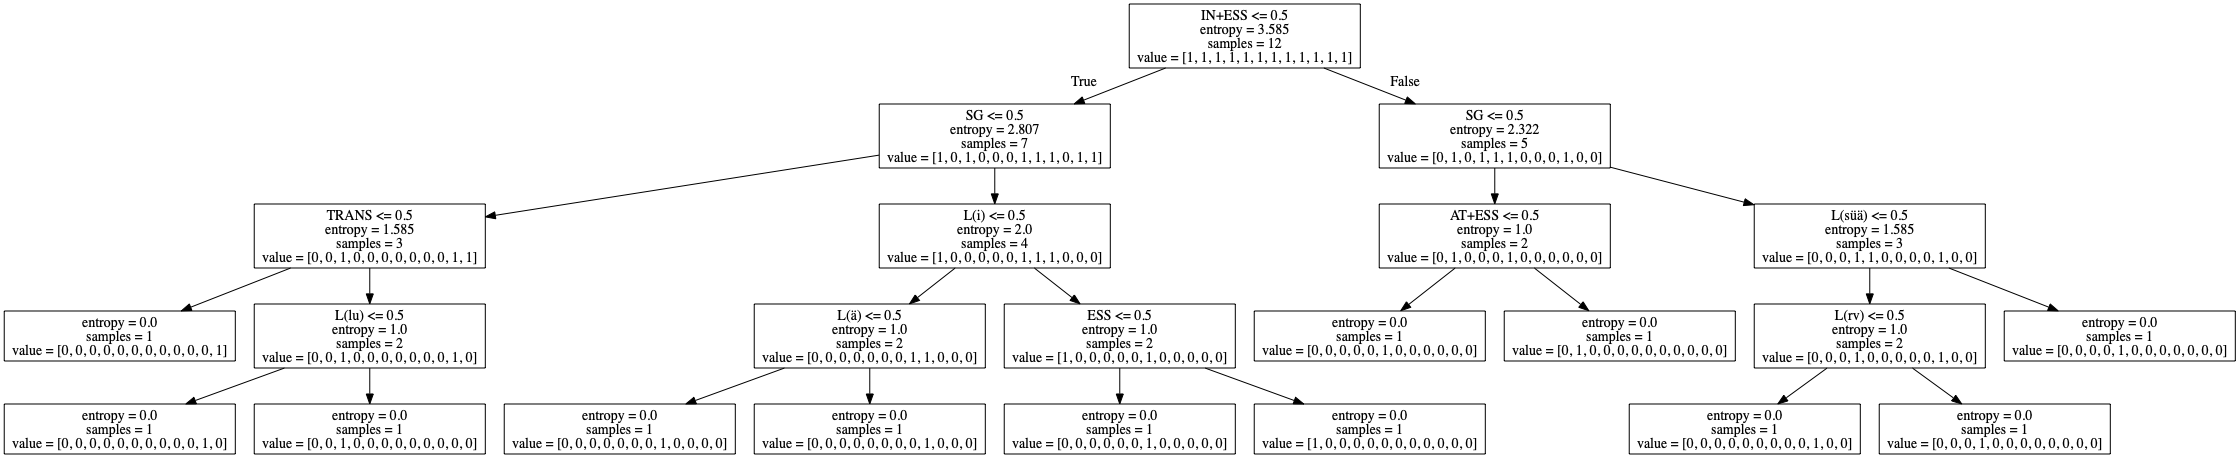 IN+ESS <= 0.5
entropy = 3.585
samples = 12
value = [1, 1, 1, 1, 1, 1, 1, 1, 1, 1, 1, 1]
True
False
SG <= 0.5
entropy = 2.807
samples = 7
value = [1, 0, 1, 0, 0, 0, 1, 1, 1, 0, 1, 1]
SG <= 0.5
entropy = 2.322
samples = 5
value = [0, 1, 0, 1, 1, 1, 0, 0, 0, 1, 0, 0]
TRANS <= 0.5
entropy = 1.585
samples = 3
value = [0, 0, 1, 0, 0, 0, 0, 0, 0, 0, 1, 1]
L(i) <= 0.5
entropy = 2.0
samples = 4
value = [1, 0, 0, 0, 0, 0, 1, 1, 1, 0, 0, 0]
AT+ESS <= 0.5
entropy = 1.0
samples = 2
value = [0, 1, 0, 0, 0, 1, 0, 0, 0, 0, 0, 0]
L(süä) <= 0.5
entropy = 1.585
samples = 3
value = [0, 0, 0, 1, 1, 0, 0, 0, 0, 1, 0, 0]
entropy = 0.0
samples = 1
value = [0, 0, 0, 0, 0, 0, 0, 0, 0, 0, 0, 1]
L(lu) <= 0.5
entropy = 1.0
samples = 2
value = [0, 0, 1, 0, 0, 0, 0, 0, 0, 0, 1, 0]
L(ä) <= 0.5
entropy = 1.0
samples = 2
value = [0, 0, 0, 0, 0, 0, 0, 1, 1, 0, 0, 0]
ESS <= 0.5
entropy = 1.0
samples = 2
value = [1, 0, 0, 0, 0, 0, 1, 0, 0, 0, 0, 0]
entropy = 0.0
samples = 1
value = [0, 0, 0, 0, 0, 1, 0, 0, 0, 0, 0, 0]
entropy = 0.0
samples = 1
value = [0, 1, 0, 0, 0, 0, 0, 0, 0, 0, 0, 0]
L(rv) <= 0.5
entropy = 1.0
samples = 2
value = [0, 0, 0, 1, 0, 0, 0, 0, 0, 1, 0, 0]
entropy = 0.0
samples = 1
value = [0, 0, 0, 0, 1, 0, 0, 0, 0, 0, 0, 0]
entropy = 0.0
samples = 1
value = [0, 0, 0, 0, 0, 0, 0, 0, 0, 0, 1, 0]
entropy = 0.0
samples = 1
value = [0, 0, 1, 0, 0, 0, 0, 0, 0, 0, 0, 0]
entropy = 0.0
samples = 1
value = [0, 0, 0, 0, 0, 0, 0, 1, 0, 0, 0, 0]
entropy = 0.0
samples = 1
value = [0, 0, 0, 0, 0, 0, 0, 0, 1, 0, 0, 0]
entropy = 0.0
samples = 1
value = [0, 0, 0, 0, 0, 0, 1, 0, 0, 0, 0, 0]
entropy = 0.0
samples = 1
value = [1, 0, 0, 0, 0, 0, 0, 0, 0, 0, 0, 0]
entropy = 0.0
samples = 1
value = [0, 0, 0, 0, 0, 0, 0, 0, 0, 1, 0, 0]
entropy = 0.0
samples = 1
value = [0, 0, 0, 1, 0, 0, 0, 0, 0, 0, 0, 0]